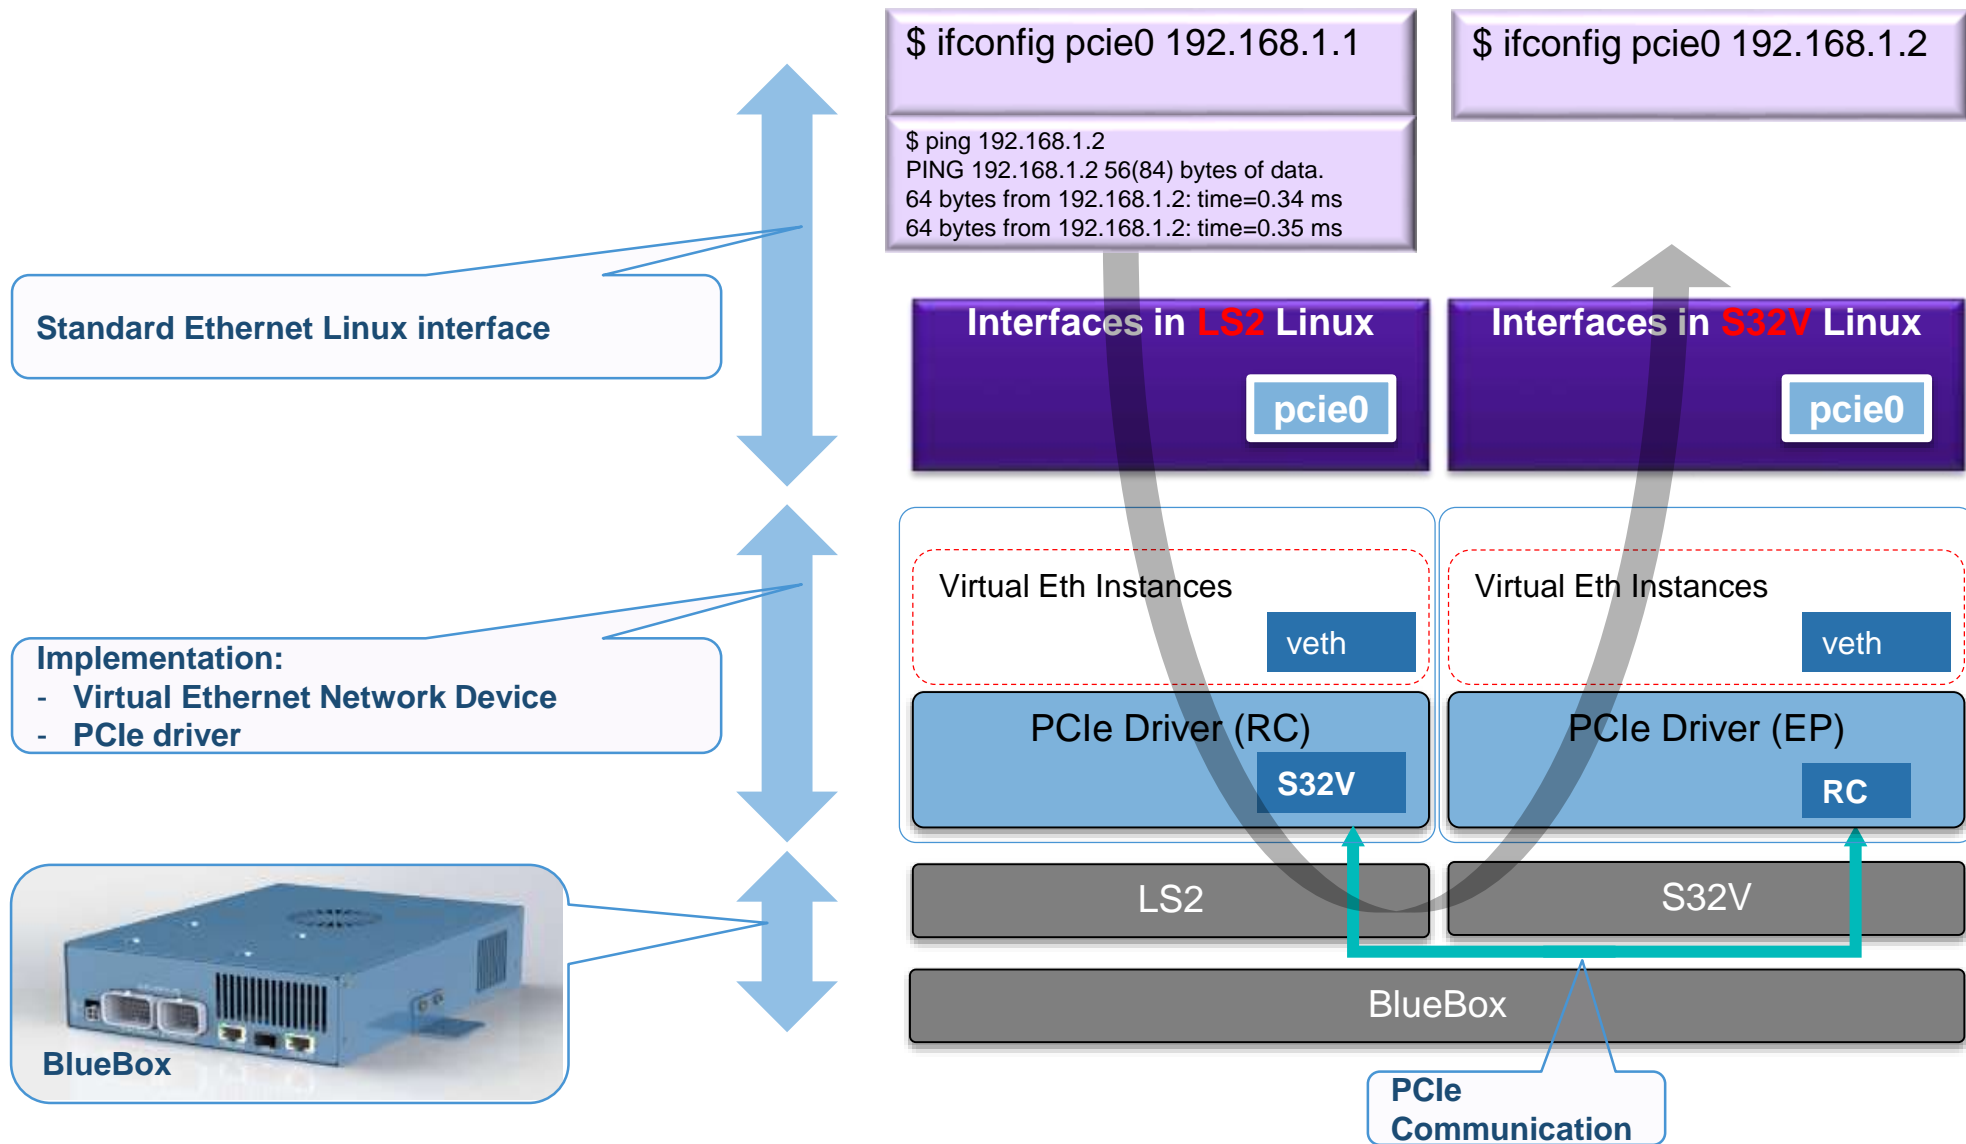 $ ifconfig pcie0 192.168.1.1
$ ifconfig pcie0 192.168.1.2
$ ping 192.168.1.2
PING 192.168.1.2 56(84) bytes of data.
64 bytes from 192.168.1.2: time=0.34 ms
64 bytes from 192.168.1.2: time=0.35 ms
Standard Ethernet Linux interface
Interfaces in LS2 Linux
pcie0
Interfaces in S32V Linux
pcie0
Implementation:
- Virtual Ethernet Network Device
- PCIe driver
Virtual Eth Instances
veth
Virtual Eth Instances
veth
PCIe Driver (RC)
S32V
PCIe Driver (EP)
RC
LS2
S32V
BlueBox
BlueBox
PCIe
Communication